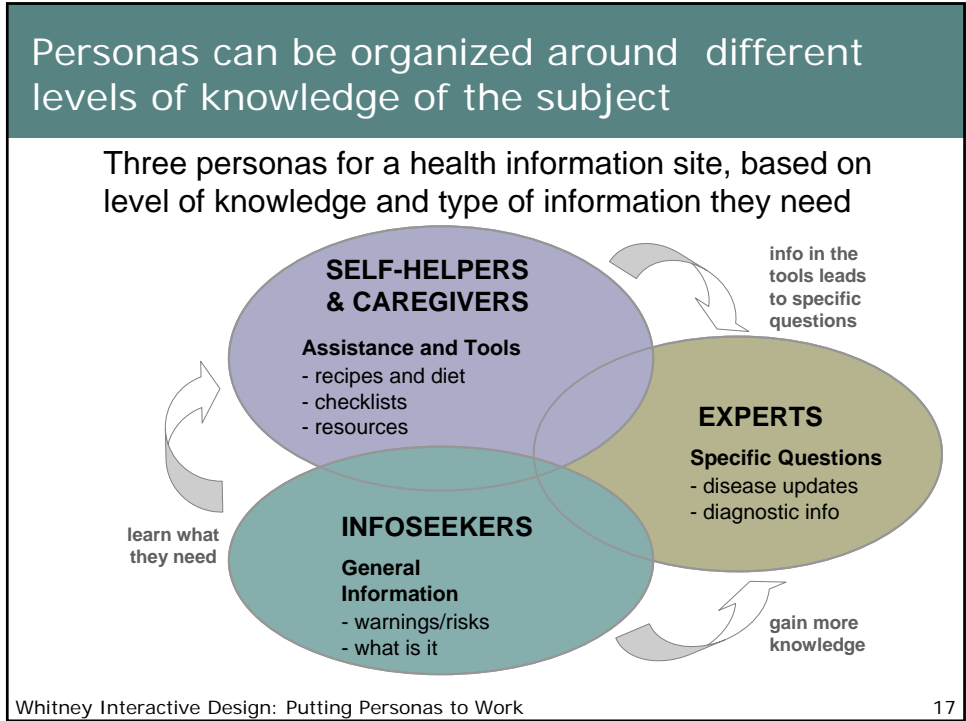 Personas can be organized around different
levels of knowledge of the subject
Three personas for a health information site, based on
level of knowledge and type of information they need
SELF-HELPERS
& CAREGIVERS
Assistance and Tools
- recipes and diet
- checklists
- resources
info in the
tools leads
to specific
questions
EXPERTS
Specific Questions
- disease updates
- diagnostic info
learn what
they need
INFOSEEKERS
General
Information
- warnings/risks
- what is it
gain more
knowledge
Whitney Interactive Design: Putting Personas to Work
17